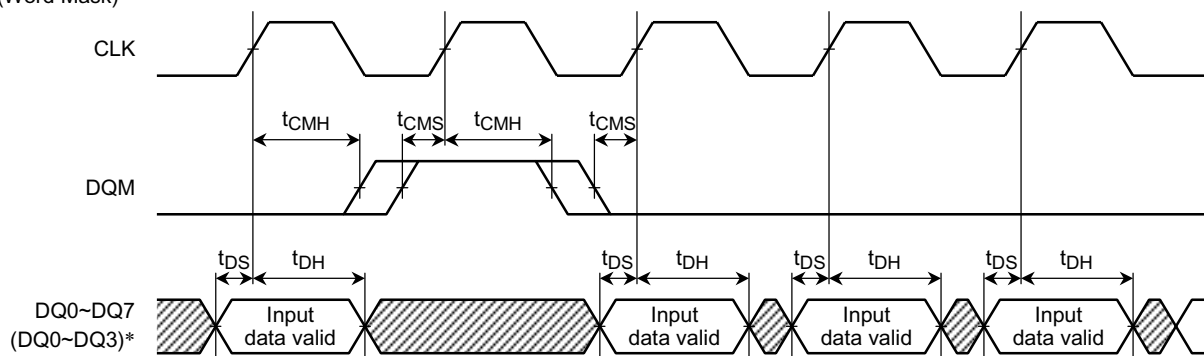 (Word Mask)
CLK
tCMH tCMS tCMH tCMS
DQM
tDS tDH tDS tDH tDS tDH tDS tDH
DQ0~DQ7
(DQ0~DQ3)*
Input
data valid
Input
data valid
Input
data valid
Input
data valid